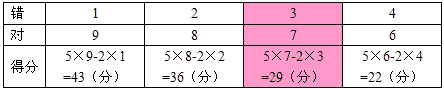 错 1 2 3 4
对 9 8 7 6
得分 5×9-2×1 5×8-2×2 5×7-2×3 5×6-2×4
=43（分） =36（分） =29（分） =22（分）